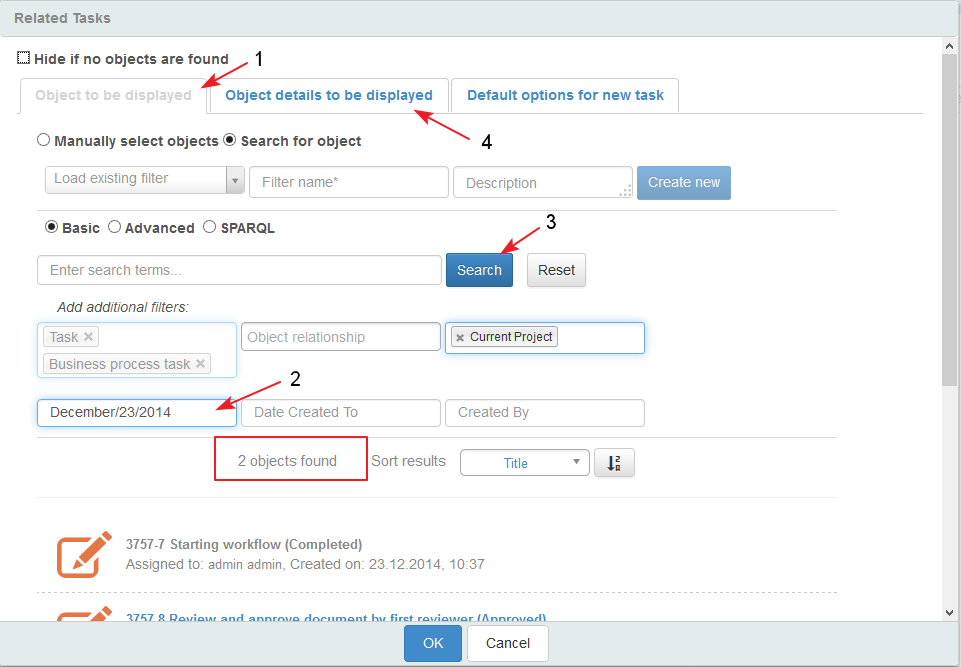 Related Tasks
Hide if no objects are found
1
Object to be displayed Object details to be displayed Default options for new task
4
Manually select objects Search for object
Load existing filter Filter name* Description Create new
Basic Advanced SPARQL
3
Enter search terms... Search Reset
Add additional filters:
Task × Object relationship × Current Project
Business process task ×
2
December/23/2014 Date Created To Created By
2 objects found Sort results Title
3757-7 Starting workflow (Completed)
Assigned to: admin admin, Created on: 23.12.2014, 10:37
3757-8 Review and approve document by first reviewer (Approved)
OK Cancel